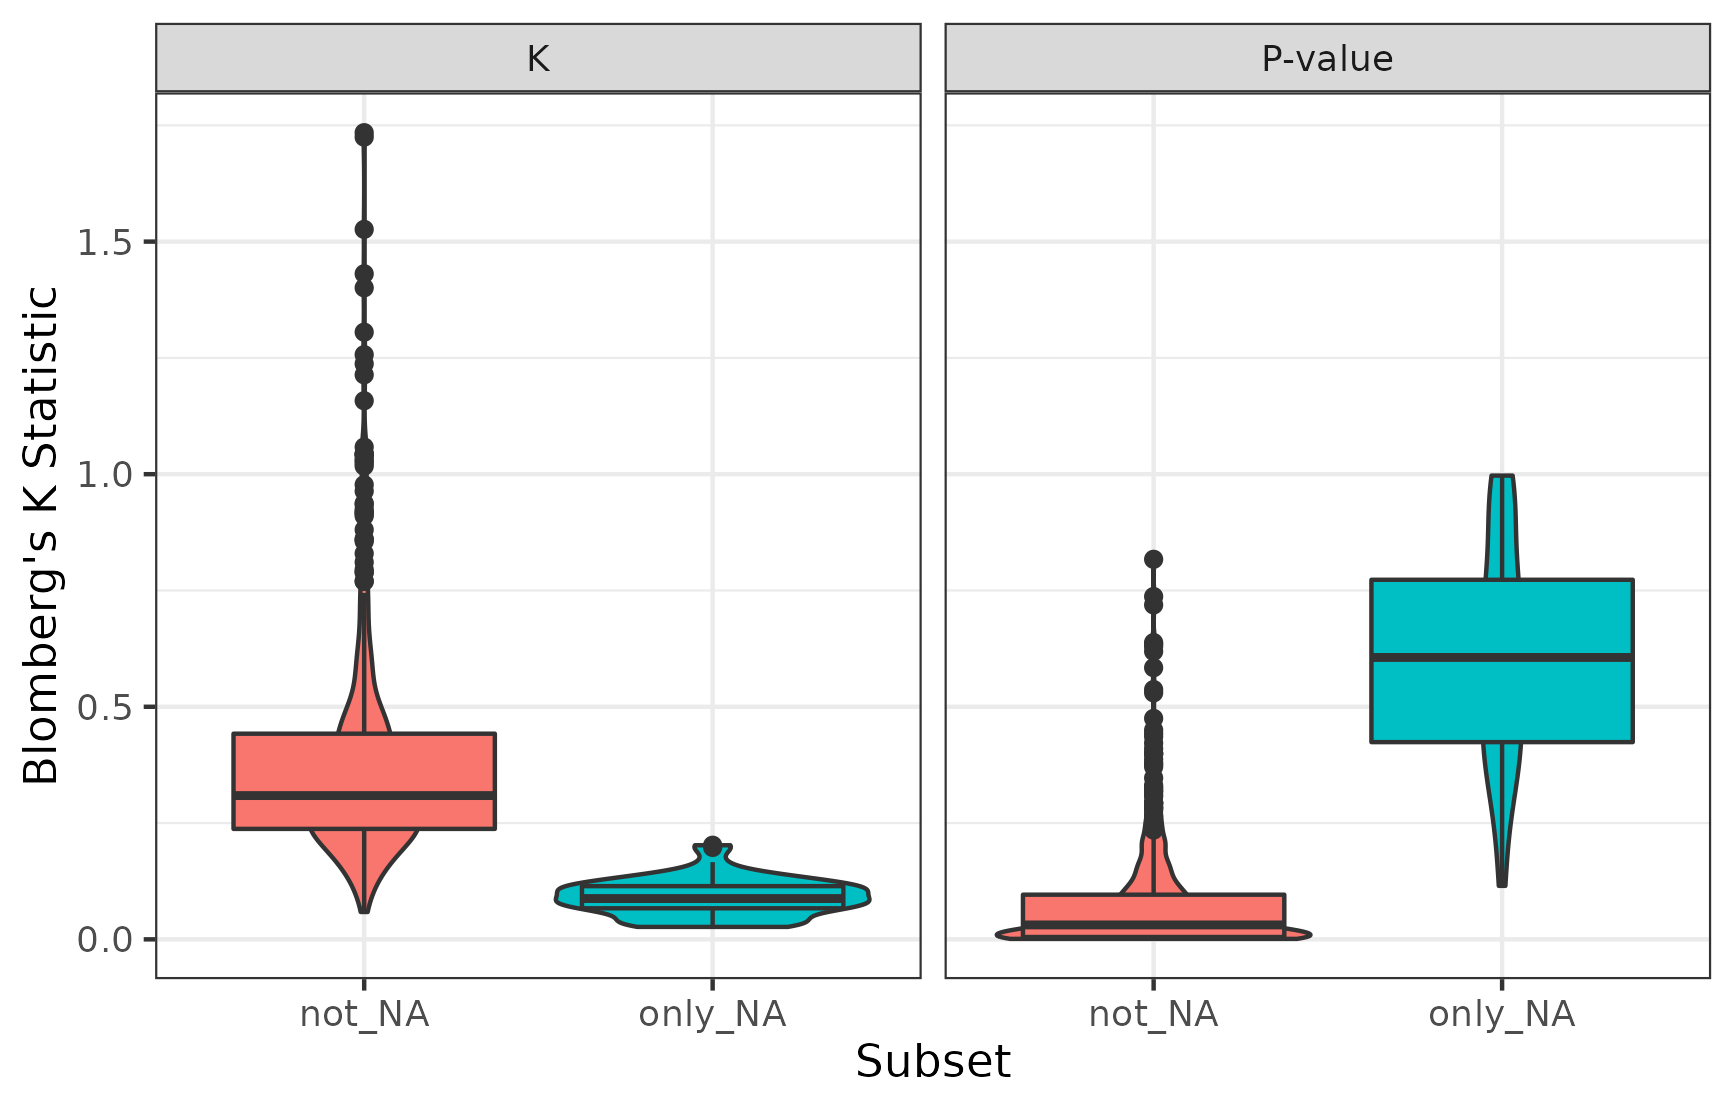 K
P-value
Blomberg's K Statistic
1.5
1.0
0.5
0.0
not_NA
only_NA
not_NA
only_NA
Subset